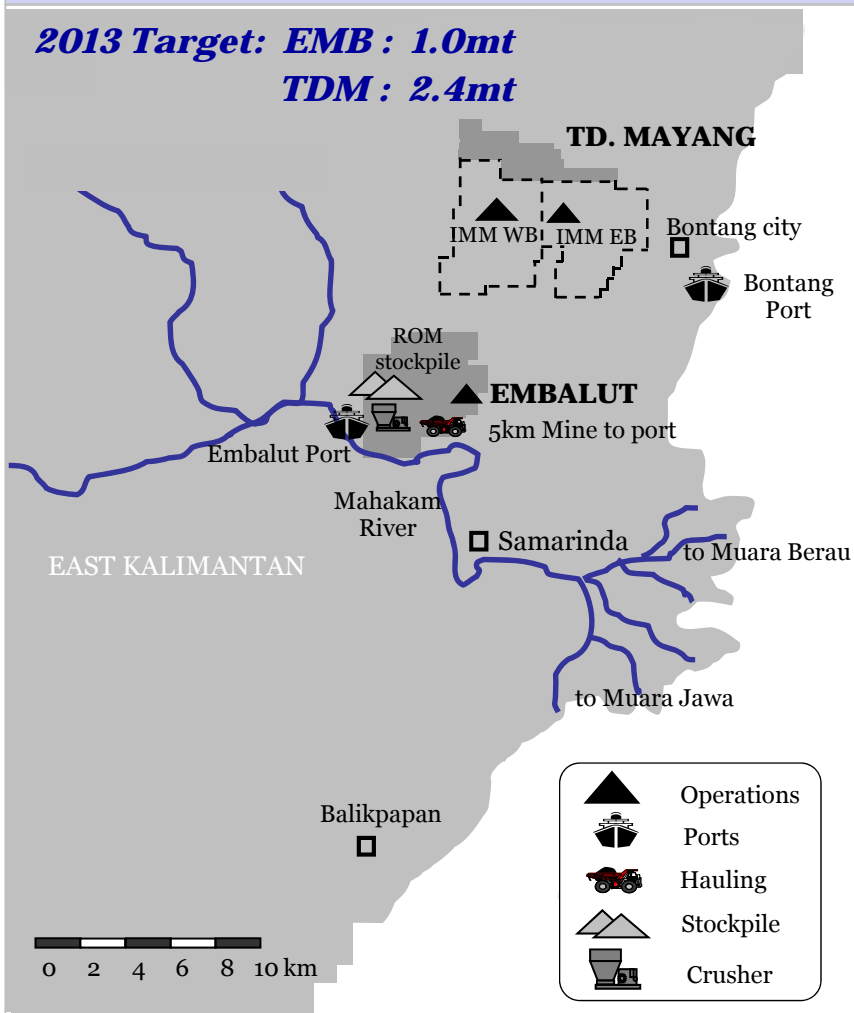 2013 Target: EMB : 1.0mt
TDM : 2.4mt
TD. MAYANG
IMM WB
IMM EB
Bontang city
Bontang
Port
ROM
stockpile
EMBALUT
5km Mine to port
Embalut Port
Mahakam
River
Samarinda
to Muara Berau
EAST KALIMANTAN
to Muara Jawa
Balikpapan
Operations
Ports
Hauling
Stockpile
Crusher
0 2 4 6 8 10 km